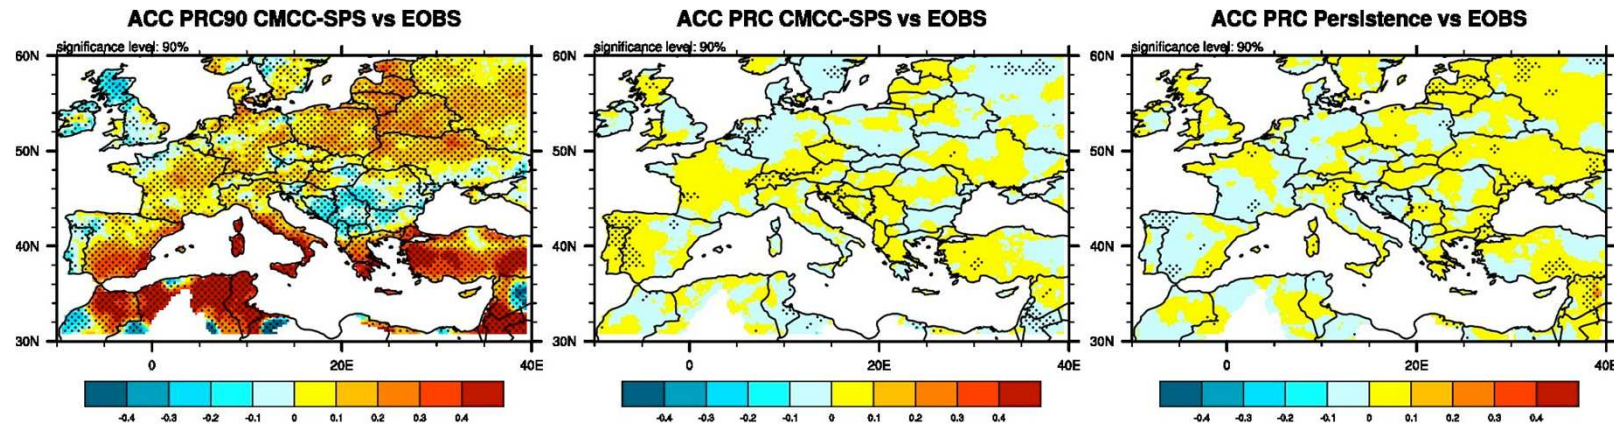 ACC PRC90 CMCC-SPS vs EOBS
significance level: 90%
60N
50N
40N
30N
0 20E 40E
-0.4 -0.3 -0.2 -0.1 0 0.1 0.2 0.3 0.4
ACC PRC CMCC-SPS vs EOBS
significance level: 90%
60N
50N
40N
30N
0 20E 40E
-0.4 -0.3 -0.2 -0.1 0 0.1 0.2 0.3 0.4
ACC PRC Persistence vs EOBS
significance level: 90%
60N
50N
40N
30N
0 20E 40E
-0.4 -0.3 -0.2 -0.1 0 0.1 0.2 0.3 0.4